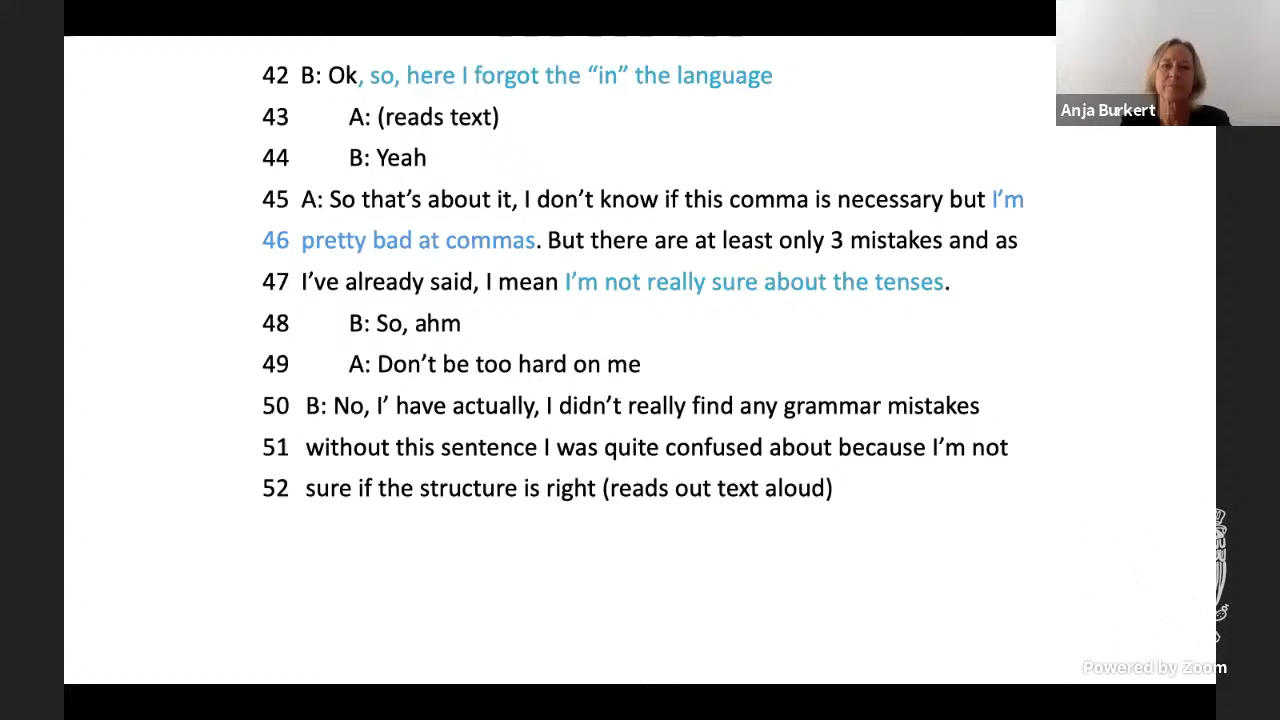 42 B: Ok, so, here I forgot the “in” the language
Anja Burkert
43 A: (reads text)
44 B: Yeah
45 A: So that’s about it, I don’t know if this comma is necessary but I’m
46 pretty bad at commas. But there are at least only 3 mistakes and as
47 I’ve already said, I mean I’m not really sure about the tenses.
48 B: So, ahm
49 A: Don’t be too hard on me
50 B: No, I’ have actually, I didn’t really find any grammar mistakes
51 without this sentence I was quite confused about because I’m not
52 sure if the structure is right (reads out text aloud)
Powered by Zoom